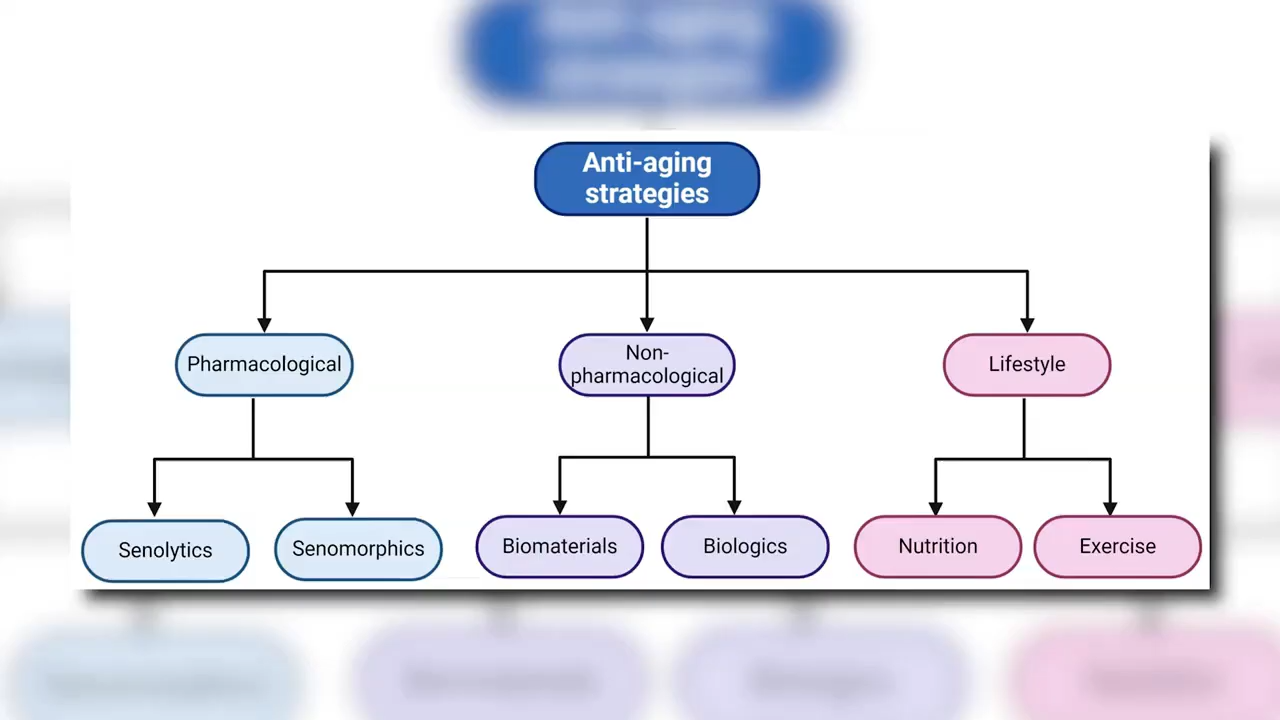 Anti-aging
strategies
Pharmacological
Non-
pharmacological
Lifestyle
Senolytics
Senomorphics
Biomaterials
Biologics
Nutrition
Exercise